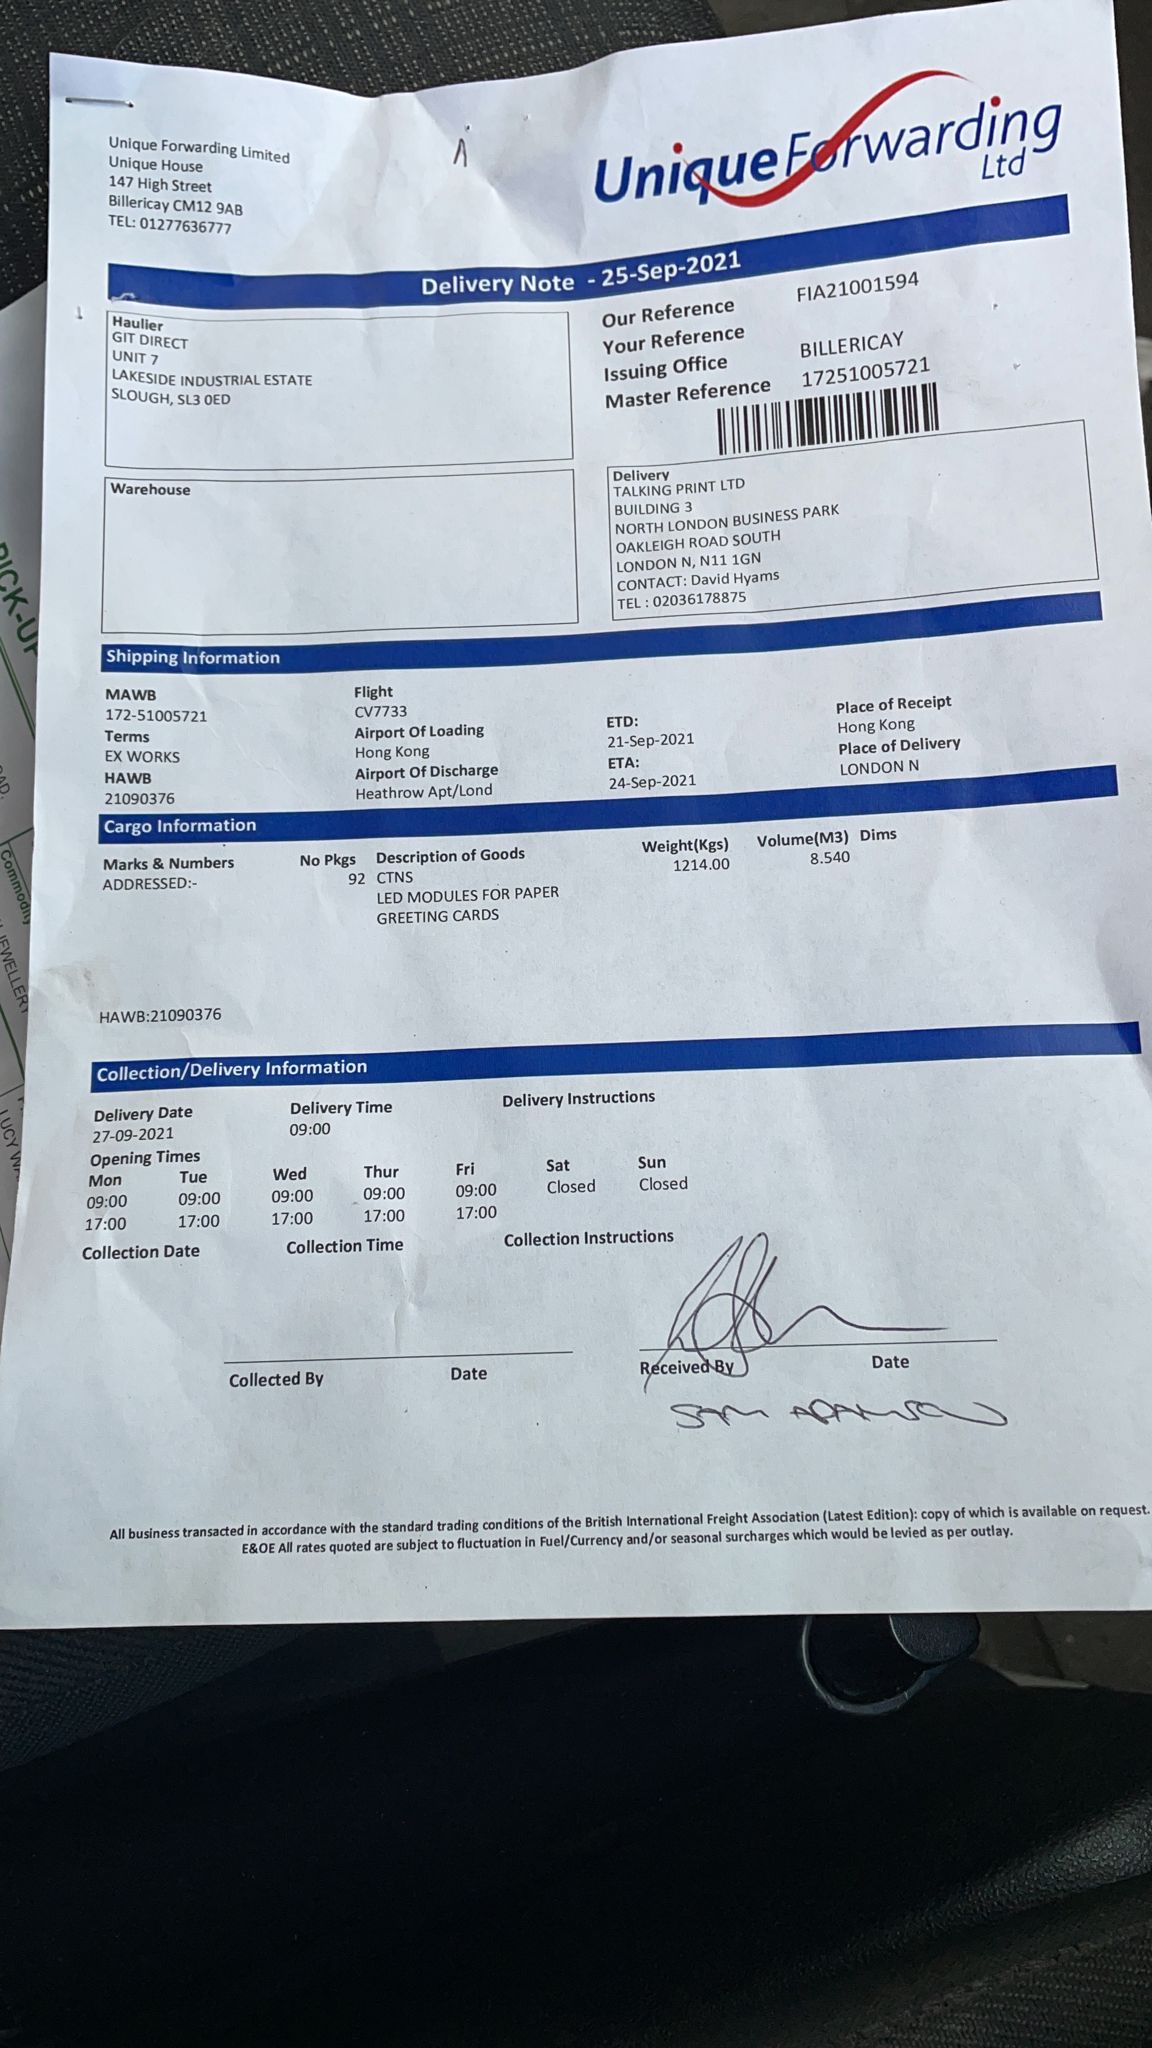 Unique Forwarding Limited
Unique House
147 High Street
Billericay CM12 9AB
TEL: 01277636777
UniqueForwarding
Ltd
Delivery Note - 25-Sep-2021
Haulier
GIT DIRECT
UNIT 7
LAKESIDE INDUSTRIAL ESTATE
SLOUGH, SL3 0ED
Our Reference FIA21001594
Your Reference
Issuing Office BILLERICAY
Master Reference 17251005721
Warehouse
Delivery
TALKING PRINT LTD
BUILDING 3
NORTH LONDON BUSINESS PARK
OAKLEIGH ROAD SOUTH
LONDON N, N11 1GN
CONTACT: David Hyams
TEL : 02036178875
Shipping Information
MAWB
172-51005721
Terms
EX WORKS
HAWB
21090376
Flight
CV7733
Airport Of Loading
Hong Kong
Airport Of Discharge
Heathrow Apt/Lond
ETD:
21-Sep-2021
ETA:
24-Sep-2021
Place of Receipt
Hong Kong
Place of Delivery
LONDON N
Cargo Information
Marks & Numbers No Pkgs Description of Goods Weight(Kgs) Volume(M3) Dims
ADDRESSED:- 92 CTNS 1214.00 8.540
LED MODULES FOR PAPER
GREETING CARDS
HAWB:21090376
Collection/Delivery Information
Delivery Date Delivery Time Delivery Instructions
27-09-2021 09:00
Opening Times
Mon Tue Wed Thur Fri Sat Sun
09:00 09:00 09:00 09:00 09:00 Closed Closed
17:00 17:00 17:00 17:00 17:00
Collection Date Collection Time Collection Instructions
Collected By Date Received By Date
SAM ADAMSON
All business transacted in accordance with the standard trading conditions of the British International Freight Association (Latest Edition): copy of which is available on request.
E&OE All rates quoted are subject to fluctuation in Fuel/Currency and/or seasonal surcharges which would be levied as per outlay.
PICK-UP
Commodity
JEWELLERY